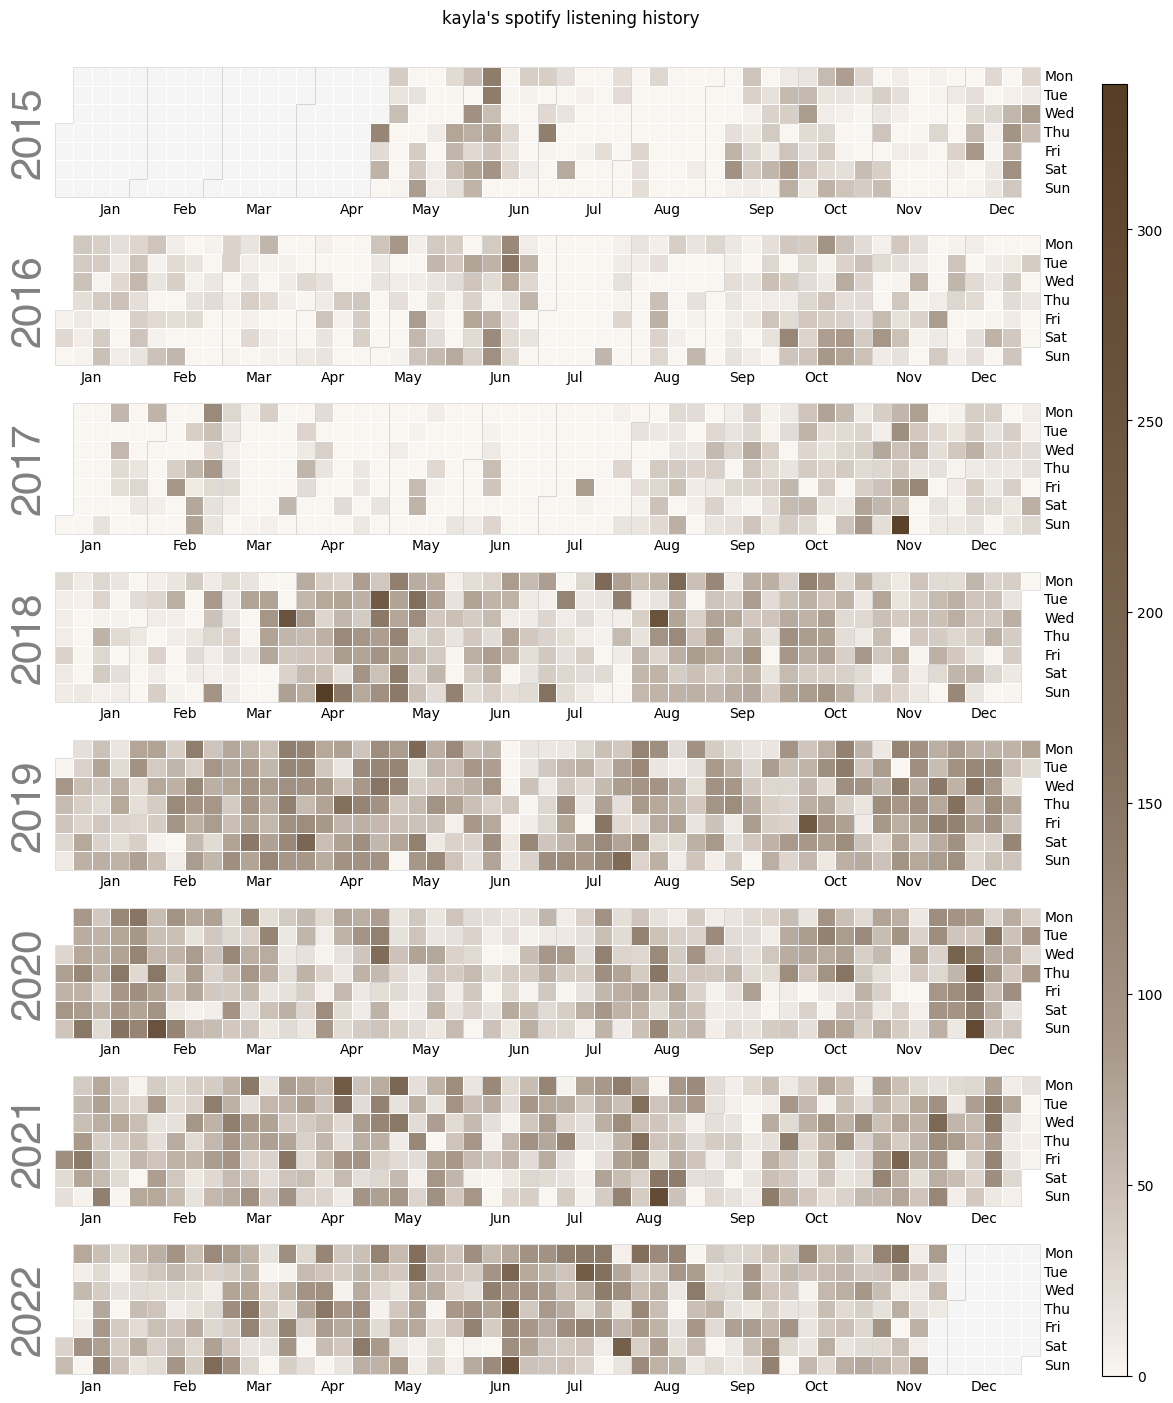 kayla's spotify listening history
2015
Mon
Tue
Wed
Thu
Fri
Sat
Sun
Jan Feb Mar Apr May Jun Jul Aug Sep Oct Nov Dec
2016
Mon
Tue
Wed
Thu
Fri
Sat
Sun
Jan Feb Mar Apr May Jun Jul Aug Sep Oct Nov Dec
2017
Mon
Tue
Wed
Thu
Fri
Sat
Sun
Jan Feb Mar Apr May Jun Jul Aug Sep Oct Nov Dec
2018
Mon
Tue
Wed
Thu
Fri
Sat
Sun
Jan Feb Mar Apr May Jun Jul Aug Sep Oct Nov Dec
2019
Mon
Tue
Wed
Thu
Fri
Sat
Sun
Jan Feb Mar Apr May Jun Jul Aug Sep Oct Nov Dec
2020
Mon
Tue
Wed
Thu
Fri
Sat
Sun
Jan Feb Mar Apr May Jun Jul Aug Sep Oct Nov Dec
2021
Mon
Tue
Wed
Thu
Fri
Sat
Sun
Jan Feb Mar Apr May Jun Jul Aug Sep Oct Nov Dec
2022
Mon
Tue
Wed
Thu
Fri
Sat
Sun
Jan Feb Mar Apr May Jun Jul Aug Sep Oct Nov Dec
300
250
200
150
100
50
0